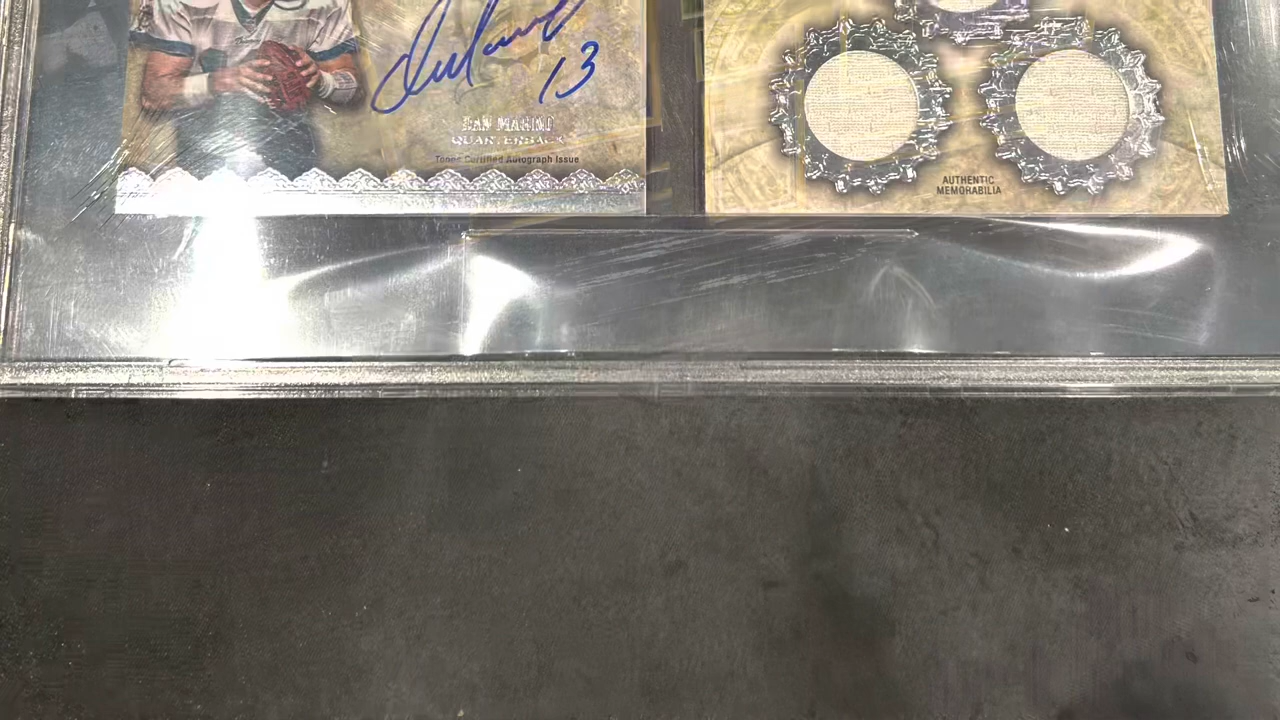 13
DAN MARINO
QUARTERBACK
Topps Certified Autograph Issue
AUTHENTIC
MEMORABILIA